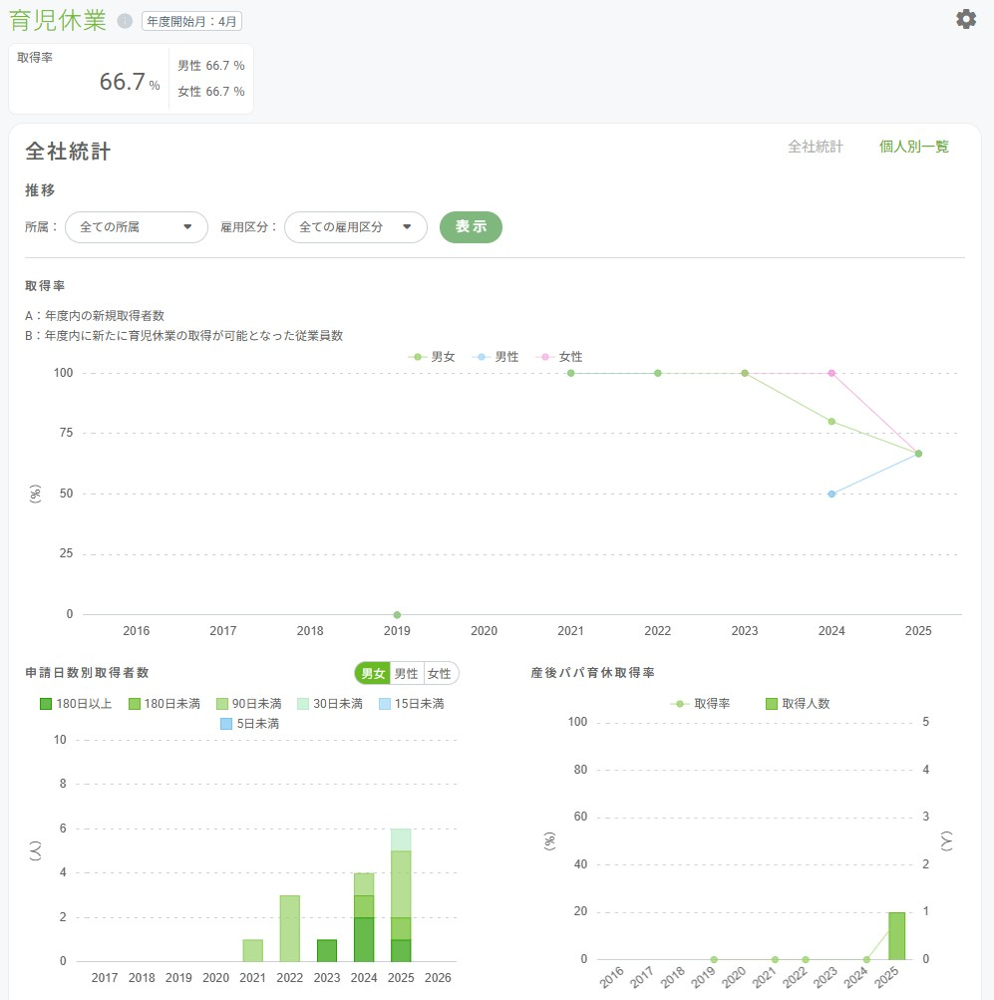 育児休業 年度開始月：4月
取得率
66.7 %
男性 66.7 %
女性 66.7 %
全社統計
全社統計 個人別一覧
推移
所属： 全ての所属 雇用区分： 全ての雇用区分 表示
取得率
A：年度内の新規取得者数
B：年度内に新たに育児休業の取得が可能となった従業員数
男女 男性 女性
100
75
50
25
0
(%)
2016 2017 2018 2019 2020 2021 2022 2023 2024 2025
申請日数別取得者数 男女 男性 女性
180日以上 180日未満 90日未満 30日未満 15日未満
5日未満
10
8
6
4
2
0
(人)
2017 2018 2019 2020 2021 2022 2023 2024 2025 2026
産後パパ育休取得率
取得率 取得人数
100 5
80 4
60 3
40 2
20 1
0 0
(%) (人)
2016 2017 2018 2019 2020 2021 2022 2023 2024 2025